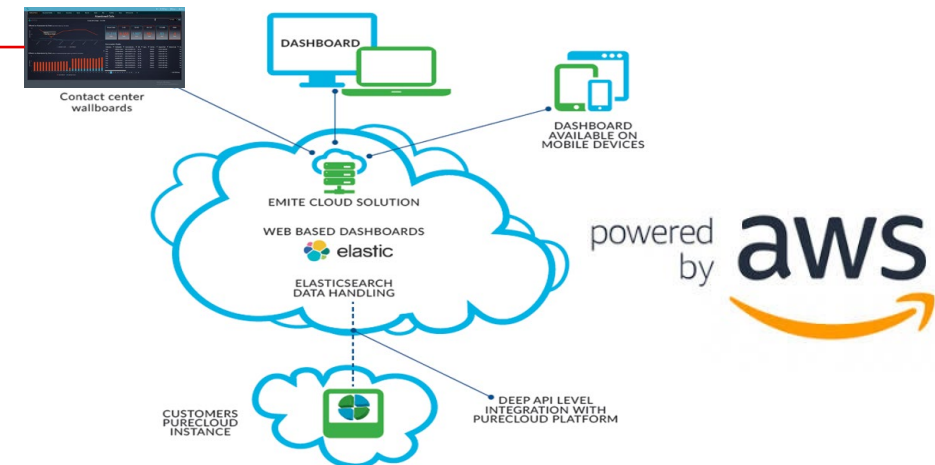 DASHBOARD
Contact center
wallboards
DASHBOARD
AVAILABLE ON
MOBILE DEVICES
EMITE CLOUD SOLUTION
WEB BASED DASHBOARDS
elastic
ELASTICSEARCH
DATA HANDLING
powered
by
aws
CUSTOMERS
PURECLOUD
INSTANCE
DEEP API LEVEL
INTEGRATION WITH
PURECLOUD PLATFORM